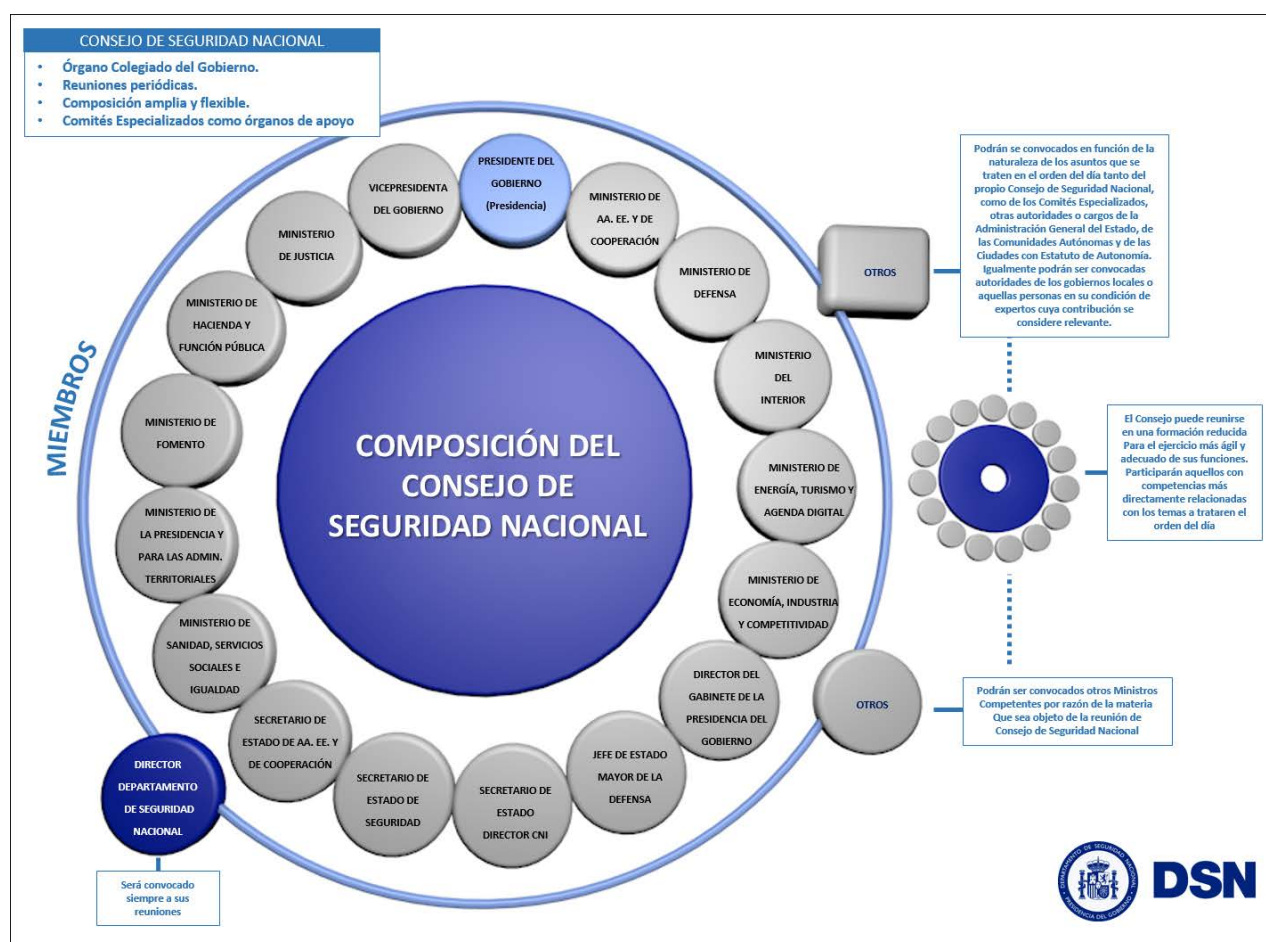 CONSEJO DE SEGURIDAD NACIONAL
• Órgano Colegiado del Gobierno.
• Reuniones periódicas.
• Composición amplia y flexible.
• Comités Especializados como órganos de apoyo
MIEMBROS
COMPOSICIÓN DEL
CONSEJO DE
SEGURIDAD NACIONAL
PRESIDENTE DEL
GOBIERNO
(Presidencia)
MINISTERIO DE
AA. EE. Y DE
COOPERACIÓN
MINISTERIO DE
DEFENSA
MINISTERIO
DEL
INTERIOR
MINISTERIO DE
ENERGÍA, TURISMO Y
AGENDA DIGITAL
MINISTERIO DE
ECONOMÍA, INDUSTRIA
Y COMPETITIVIDAD
DIRECTOR DEL
GABINETE DE LA
PRESIDENCIA DEL
GOBIERNO
JEFE DE ESTADO
MAYOR DE LA
DEFENSA
SECRETARIO DE
ESTADO
DIRECTOR CNI
SECRETARIO DE
ESTADO DE
SEGURIDAD
SECRETARIO DE
ESTADO DE AA. EE. Y
DE COOPERACIÓN
MINISTERIO DE
SANIDAD, SERVICIOS
SOCIALES E
IGUALDAD
MINISTERIO DE
LA PRESIDENCIA Y
PARA LAS ADMIN.
TERRITORIALES
MINISTERIO DE
FOMENTO
MINISTERIO DE
HACIENDA Y
FUNCIÓN PÚBLICA
MINISTERIO
DE JUSTICIA
VICEPRESIDENTA
DEL GOBIERNO
DIRECTOR
DEPARTAMENTO
DE SEGURIDAD
NACIONAL
Será convocado
siempre a sus
reuniones
OTROS
Podrán se convocados en función de la
naturaleza de los asuntos que se
traten en el orden del día tanto del
propio Consejo de Seguridad Nacional,
como de los Comités Especializados,
otras autoridades o cargos de la
Administración General del Estado, de
las Comunidades Autónomas y de las
Ciudades con Estatuto de Autonomía.
Igualmente podrán ser convocadas
autoridades de los gobiernos locales o
aquellas personas en su condición de
expertos cuya contribución se
considere relevante.
El Consejo puede reunirse
en una formación reducida
Para el ejercicio más ágil y
adecuado de sus funciones.
Participarán aquellos con
competencias más
directamente relacionadas
con los temas a trataren el
orden del día
OTROS
Podrán ser convocados otros Ministros
Competentes por razón de la materia
Que sea objeto de la reunión de
Consejo de Seguridad Nacional
DEPARTAMENTO DE SEGURIDAD NACIONAL
PRESIDENCIA DEL GOBIERNO
DSN